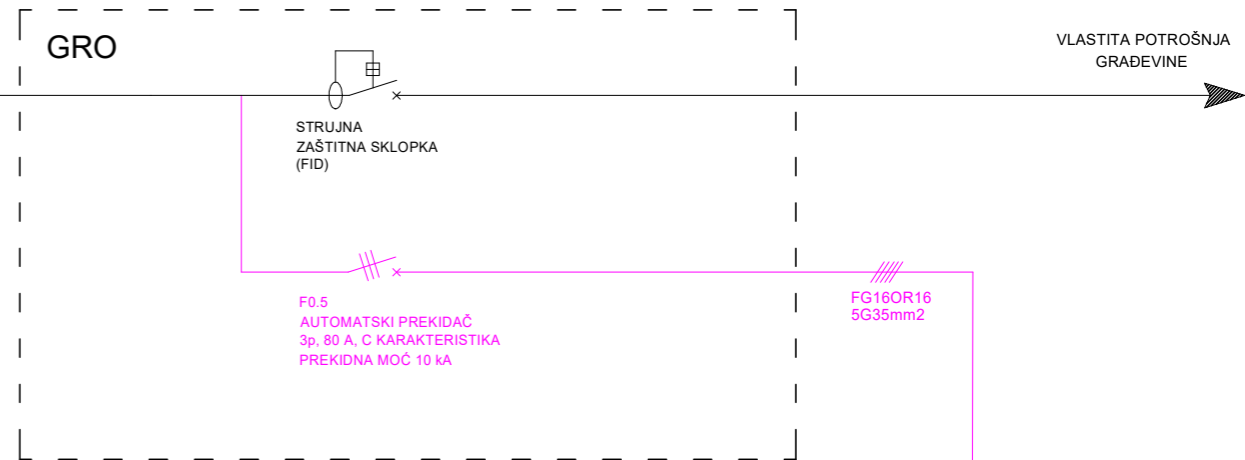 GRO
VLASTITA POTROŠNJA
GRAĐEVINE
STRUJNA
ZAŠTITNA SKLOPKA
(FID)
F0.5
AUTOMATSKI PREKIDAČ
3p, 80 A, C KARAKTERISTIKA
PREKIDNA MOĆ 10 kA
FG16OR16
5G35mm2